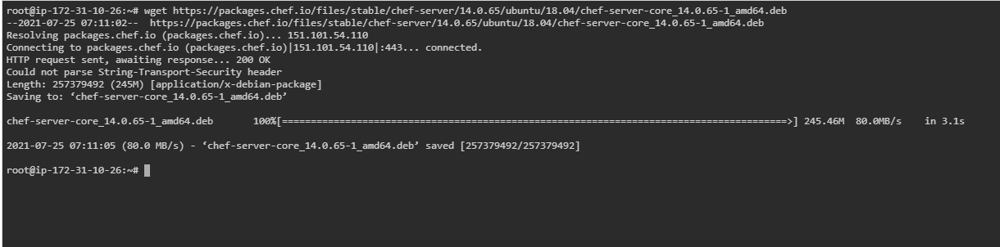 root@ip-172-31-10-26:~# wget https://packages.chef.io/files/stable/chef-server/14.0.65/ubuntu/18.04/chef-server-core_14.0.65-1_amd64.deb
--2021-07-25 07:11:02--  https://packages.chef.io/files/stable/chef-server/14.0.65/ubuntu/18.04/chef-server-core_14.0.65-1_amd64.deb
Resolving packages.chef.io (packages.chef.io)... 151.101.54.110
Connecting to packages.chef.io (packages.chef.io)|151.101.54.110|:443... connected.
HTTP request sent, awaiting response... 200 OK
Could not parse String-Transport-Security header
Length: 257379492 (245M) [application/x-debian-package]
Saving to: ‘chef-server-core_14.0.65-1_amd64.deb’
chef-server-core_14.0.65-1_amd64.deb       100%[========================================================================================>] 245.46M  80.0MB/s    in 3.1s
2021-07-25 07:11:05 (80.0 MB/s) - ‘chef-server-core_14.0.65-1_amd64.deb’ saved [257379492/257379492]
root@ip-172-31-10-26:~#